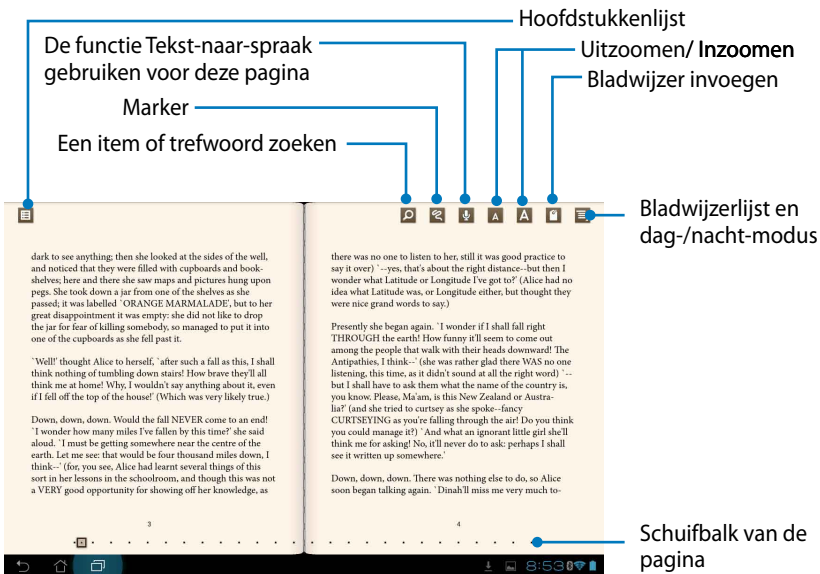 Hoofdstukkenlijst
De functie Tekst-naar-spraak
gebruiken voor deze pagina
Uitzoomen/ Inzoomen
Bladwijzer invoegen
Marker
Een item of trefwoord zoeken
Bladwijzerlijst en
dag-/nacht-modus
A
A
dark to see anything; then she looked at the sides of the well,
and noticed that they were filled with cupboards and book-
shelves; here and there she saw maps and pictures hung upon
pegs. She took down a jar from one of the shelves as she
passed; it was labelled `ORANGE MARMALADE', but to her
great disappointment it was empty: she did not like to drop
the jar for fear of killing somebody, so managed to put it into
one of the cupboards as she fell past it.
`Well!' thought Alice to herself, `after such a fall as this, I shall
think nothing of tumbling down stairs! How brave they'll all
think me at home! Why, I wouldn't say anything about it, even
if I fell off the top of the house!' (Which was very likely true.)
Down, down, down. Would the fall NEVER come to an end!
`I wonder how many miles I've fallen by this time?' she said
aloud. `I must be getting somewhere near the centre of the
earth. Let me see: that would be four thousand miles down, I
think--' (for, you see, Alice had learnt several things of this
sort in her lessons in the schoolroom, and though this was not
a VERY good opportunity for showing off her knowledge, as
3
there was no one to listen to her, still it was good practice to
say it over) `--yes, that's about the right distance--but then I
wonder what Latitude or Longitude I've got to?' (Alice had no
idea what Latitude was, or Longitude either, but thought they
were nice grand words to say.)
Presently she began again. `I wonder if I shall fall right
THROUGH the earth! How funny it'll seem to come out
among the people that walk with their heads downward! The
Antipathies, I think--' (she was rather glad there WAS no one
listening, this time, as it didn't sound at all the right word) `--
but I shall have to ask them what the name of the country is,
you know. Please, Ma'am, is this New Zealand or Austra-
lia?' (and she tried to curtsey as she spoke--fancy
CURTSEYING as you're falling through the air! Do you think
you could manage it?) `And what an ignorant little girl she'll
think me for asking! No, it'll never do to ask: perhaps I shall
see it written up somewhere.'
Down, down, down. There was nothing else to do, so Alice
soon began talking again. `Dinah'll miss me very much to-
4
Schuifbalk van de
pagina
8:53